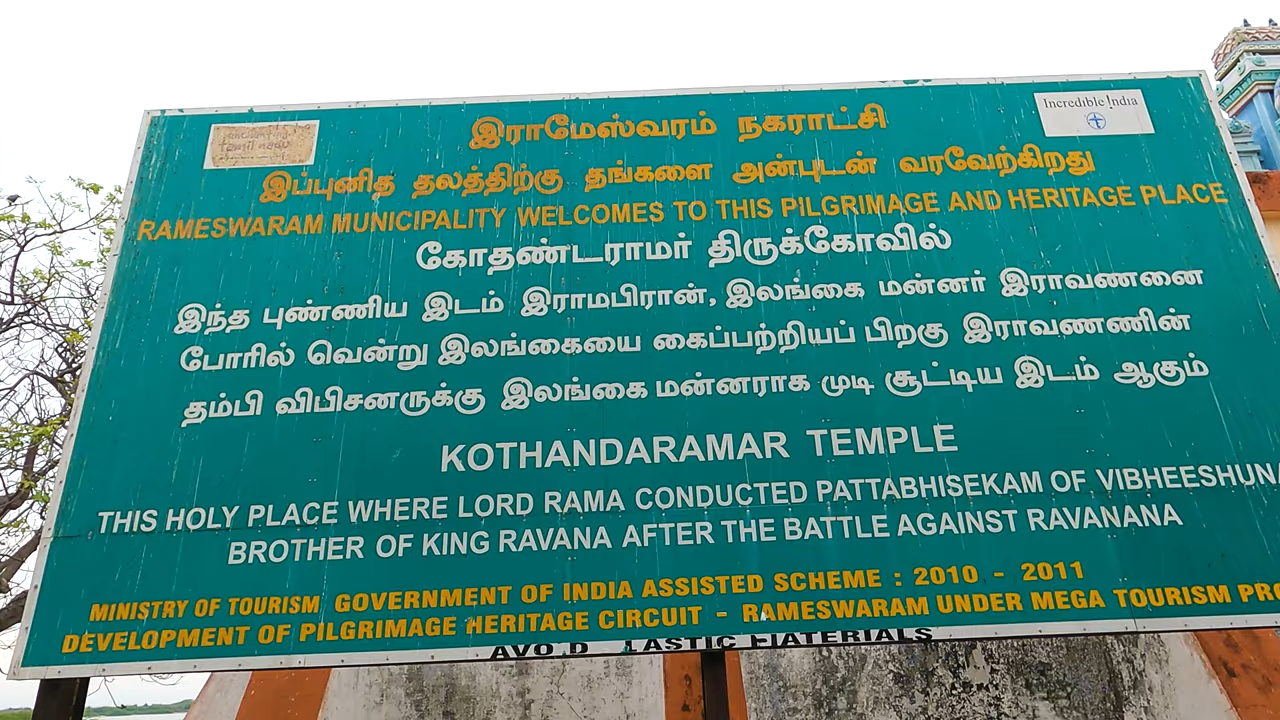 Incredible !ndia
இராமேஸ்வரம் நகராட்சி
இப்புனித தலத்திற்கு தங்களை அன்புடன் வரவேற்கிறது
RAMESWARAM MUNICIPALITY WELCOMES TO THIS PILGRIMAGE AND HERITAGE PLACE
கோதண்டராமர் திருக்கோவில்
இந்த புண்ணிய இடம் இராமபிரான், இலங்கை மன்னர் இராவணனை
போரில் வென்று இலங்கையை கைப்பற்றியப் பிறகு இராவணணின்
தம்பி விபிசனருக்கு இலங்கை மன்னராக முடி சூட்டிய இடம் ஆகும்
KOTHANDARAMAR TEMPLE
THIS HOLY PLACE WHERE LORD RAMA CONDUCTED PATTABHISEKAM OF VIBHEESHUNA
BROTHER OF KING RAVANA AFTER THE BATTLE AGAINST RAVANANA
MINISTRY OF TOURISM GOVERNMENT OF INDIA ASSISTED SCHEME : 2010 - 2011
DEVELOPMENT OF PILGRIMAGE HERITAGE CIRCUIT - RAMESWARAM UNDER MEGA TOURISM PRO